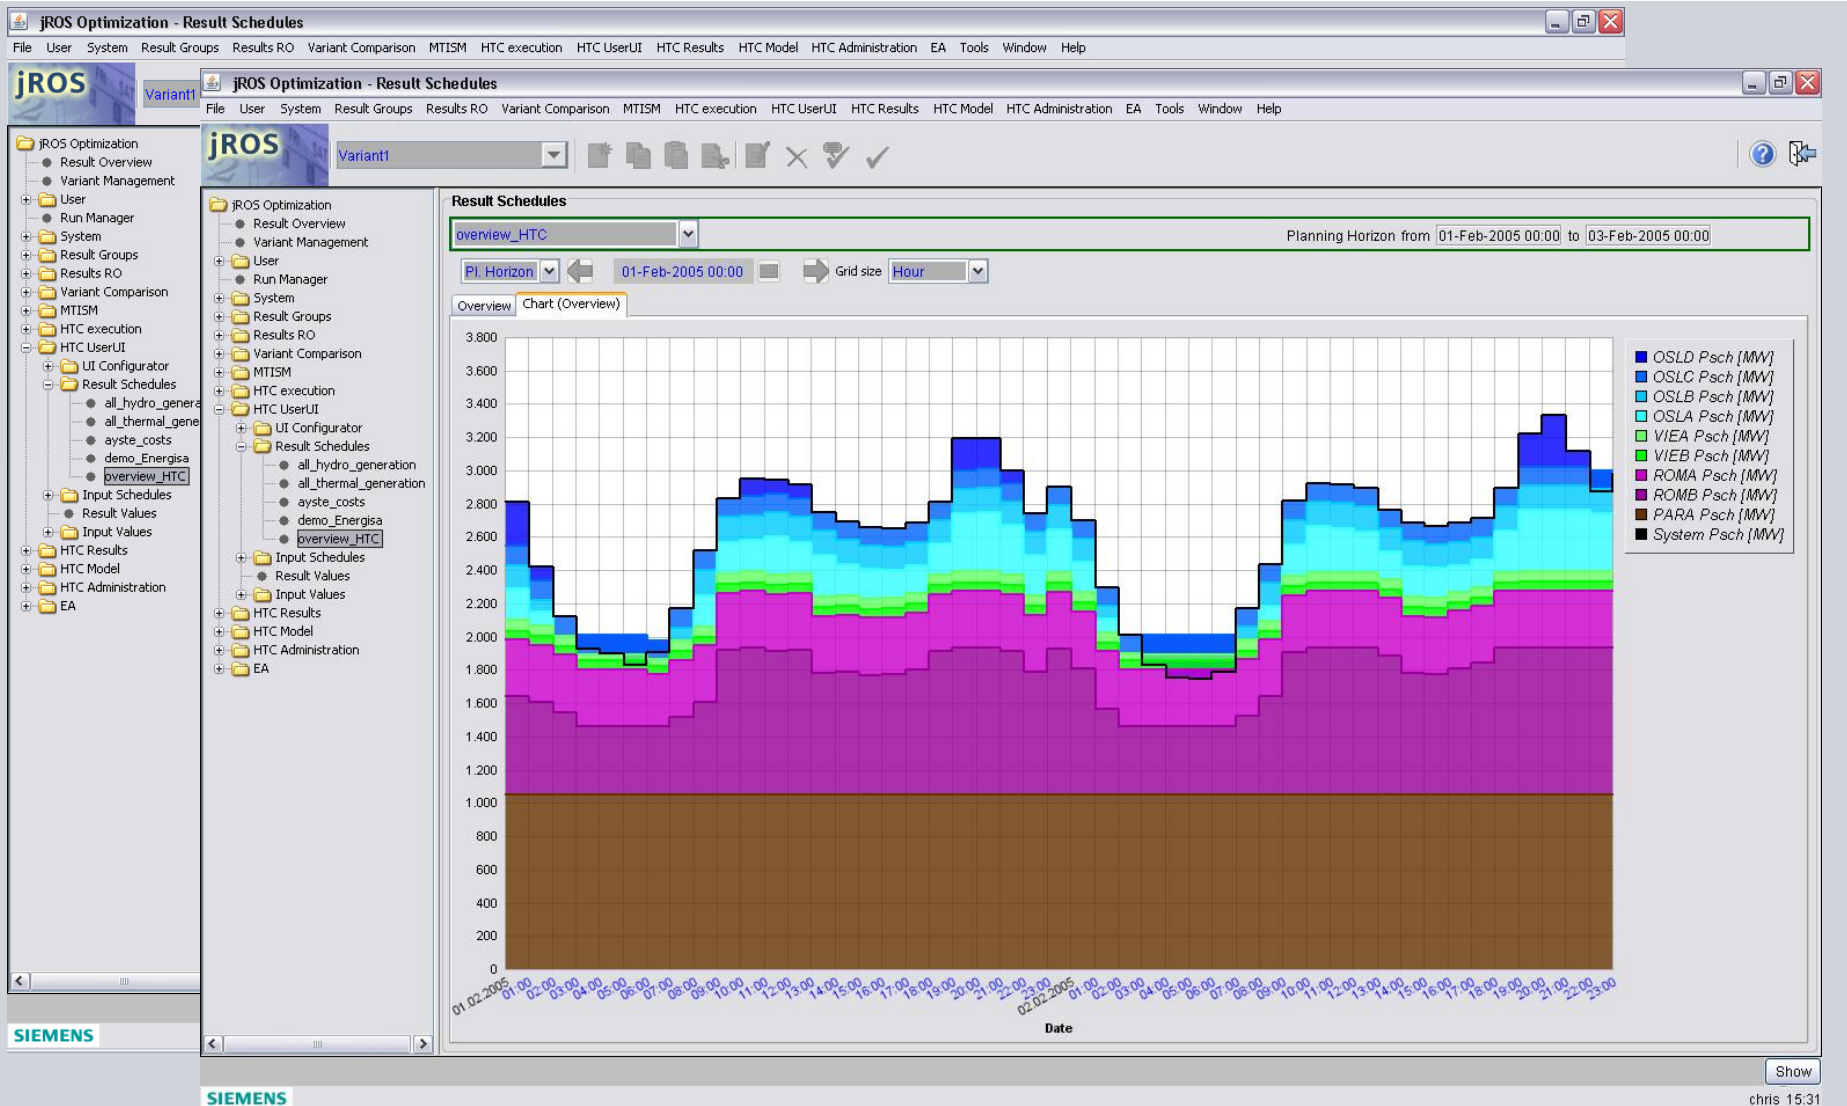 jROS Optimization - Result Schedules
File User System Result Groups Results RO Variant Comparison MTISM HTC execution HTC UserUI HTC Results HTC Model HTC Administration EA Tools Window Help
jROS
Variant1
jROS Optimization
Result Overview
Variant Management
User
Run Manager
System
Result Groups
Results RO
Variant Comparison
MTISM
HTC execution
HTC UserUI
UI Configurator
Result Schedules
all_hydro_genera
all_thermal_gene
ayste_costs
demo_Energisa
overview_HTC
Input Schedules
Result Values
Input Values
HTC Results
HTC Model
HTC Administration
EA
SIEMENS
jROS Optimization - Result Schedules
File User System Result Groups Results RO Variant Comparison MTISM HTC execution HTC UserUI HTC Results HTC Model HTC Administration EA Tools Window Help
jROS
Variant1
jROS Optimization
Result Overview
Variant Management
User
Run Manager
System
Result Groups
Results RO
Variant Comparison
MTISM
HTC execution
HTC UserUI
UI Configurator
Result Schedules
all_hydro_generation
all_thermal_generation
ayste_costs
demo_Energisa
overview_HTC
Input Schedules
Result Values
Input Values
HTC Results
HTC Model
HTC Administration
EA
Result Schedules
overview_HTC
Planning Horizon from 01-Feb-2005 00:00 to 03-Feb-2005 00:00
Pl. Horizon 01-Feb-2005 00:00 Grid size Hour
Overview Chart (Overview)
3.800
3.600
3.400
3.200
3.000
2.800
2.600
2.400
2.200
2.000
1.800
1.600
1.400
1.200
1.000
800
600
400
200
0
01.02.2005 01:00 02:00 03:00 04:00 05:00 06:00 07:00 08:00 09:00 10:00 11:00 12:00 13:00 14:00 15:00 16:00 17:00 18:00 19:00 20:00 21:00 22:00 23:00 02.02.2005 01:00 02:00 03:00 04:00 05:00 06:00 07:00 08:00 09:00 10:00 11:00 12:00 13:00 14:00 15:00 16:00 17:00 18:00 19:00 20:00 21:00 22:00 23:00
Date
OSLD Psch [MW]
OSLC Psch [MW]
OSLB Psch [MW]
OSLA Psch [MW]
VIEA Psch [MW]
VIEB Psch [MW]
ROMA Psch [MW]
ROMB Psch [MW]
PARA Psch [MW]
System Psch [MW]
Show
SIEMENS
chris 15:31